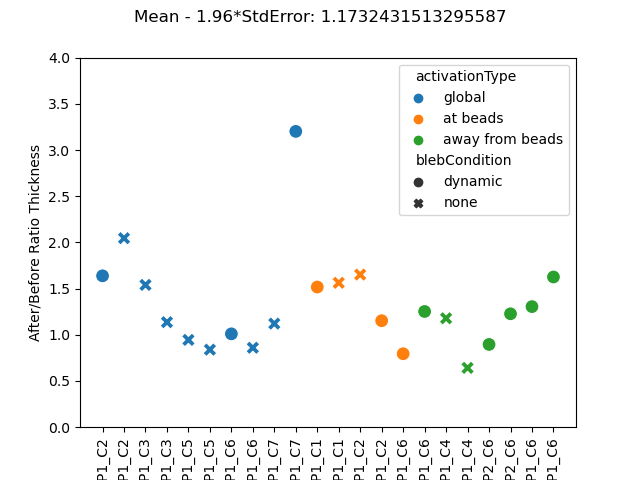 Mean - 1.96*StdError: 1.1732431513295587
4.0
3.5
3.0
2.5
2.0
1.5
1.0
0.5
0.0
After/Before Ratio Thickness
activationType
global
at beads
away from beads
blebCondition
dynamic
none
P1_C2
P1_C2
P1_C3
P1_C3
P1_C5
P1_C5
P1_C6
P1_C6
P1_C7
P1_C7
P1_C1
P1_C1
P1_C2
P1_C2
P1_C6
P1_C6
P1_C4
P1_C4
P2_C6
P2_C6
P1_C6
P1_C6